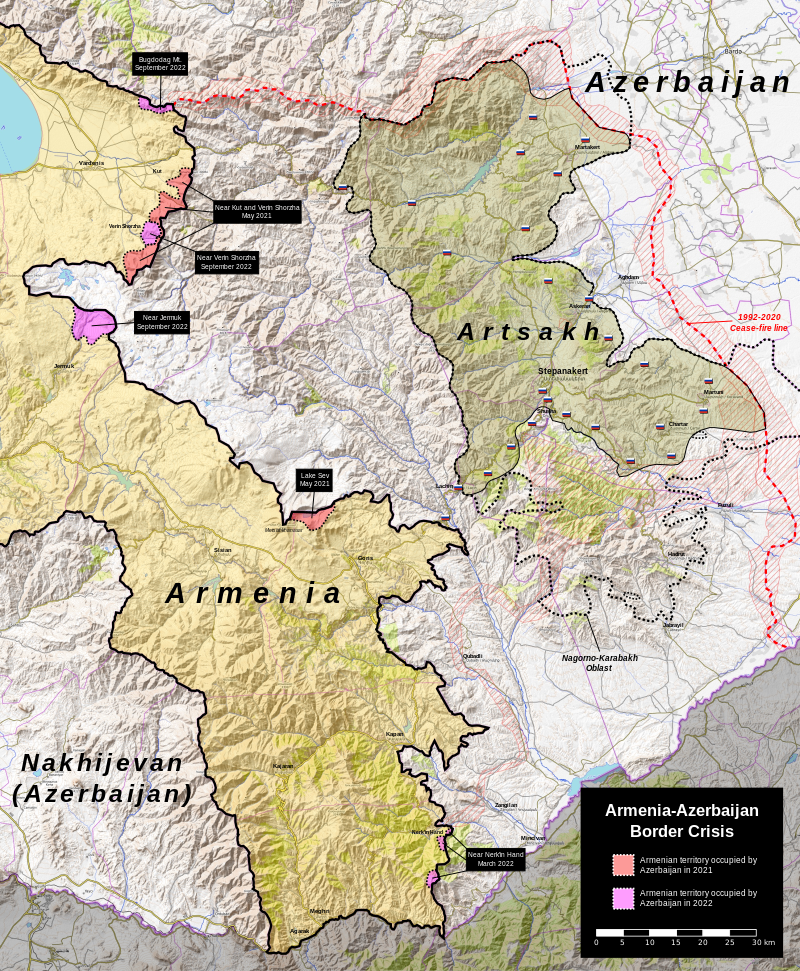 Bugdodag Mt.
September 2022
Barda
Azerbaijan
Vardenis
Kut
Martakert
Near Kut and Verin Shorzha
May 2021
Verin Shorzha
Near Verin Shorzha
September 2022
Aghdam
Near Jermuk
September 2022
Askeran
1992-2020
Cease-fire line
Artsakh
Jermuk
Stepanakert
Martuni
Shusha
Chartar
Lake Sev
May 2021
Lachin
Fizuli
Sisian
Goris
Hadrut
Armenia
Jabrayil
Qubadli
Nagorno-Karabakh
Oblast
Kapan
Nakhijevan
(Azerbaijan)
Kajaran
Zangilan
Nerkin Hand
Mincivan
Near Nerkin Hand
March 2022
Meghri
Agarak
Armenia-Azerbaijan
Border Crisis
Armenian territory occupied by
Azerbaijan in 2021
Armenian territory occupied by
Azerbaijan in 2022
0 5 10 15 20 25 30 km